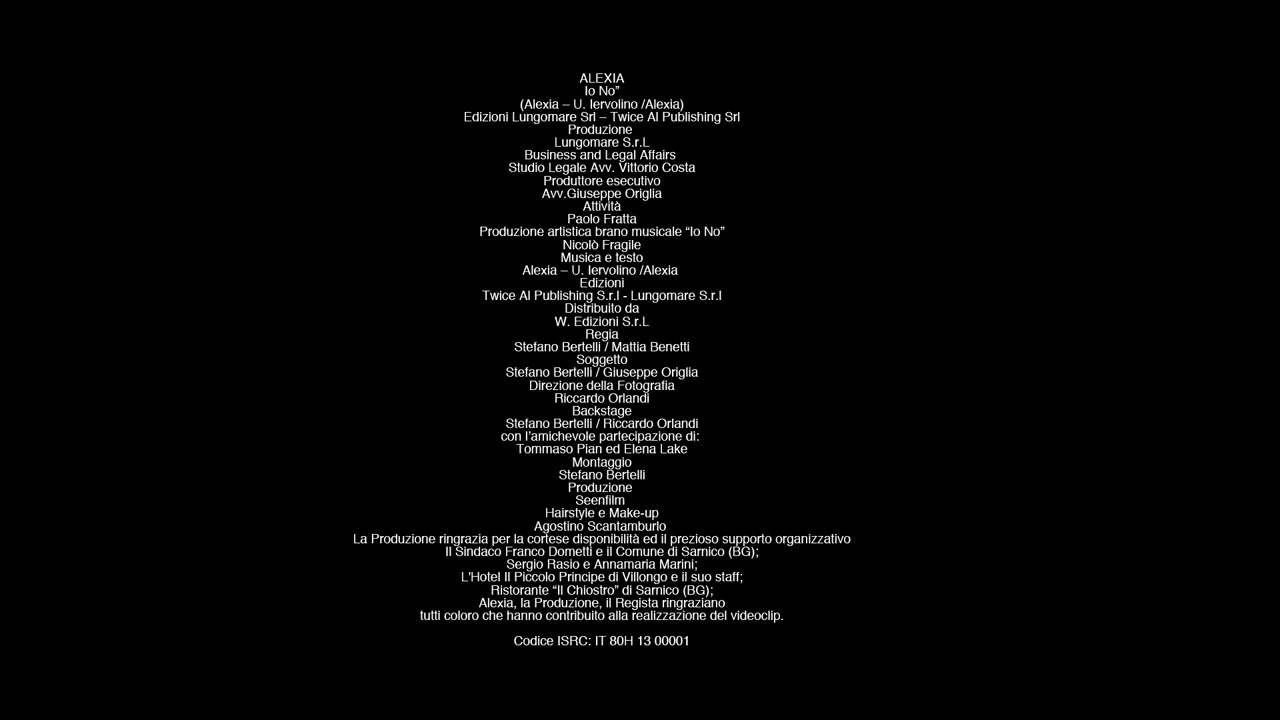 ALEXIA
Io No”
(Alexia – U. Iervolino /Alexia)
Edizioni Lungomare Srl – Twice Al Publishing Srl
Produzione
Lungomare S.r.L
Business and Legal Affairs
Studio Legale Avv. Vittorio Costa
Produttore esecutivo
Avv.Giuseppe Origlia
Attività
Paolo Fratta
Produzione artistica brano musicale “Io No”
Nicolò Fragile
Musica e testo
Alexia – U. Iervolino /Alexia
Edizioni
Twice Al Publishing S.r.l - Lungomare S.r.l
Distribuito da
W. Edizioni S.r.L
Regia
Stefano Bertelli / Mattia Benetti
Soggetto
Stefano Bertelli / Giuseppe Origlia
Direzione della Fotografia
Riccardo Orlandi
Backstage
Stefano Bertelli / Riccardo Orlandi
con l’amichevole partecipazione di:
Tommaso Pian ed Elena Lake
Montaggio
Stefano Bertelli
Produzione
Seenfilm
Hairstyle e Make-up
Agostino Scantamburlo
La Produzione ringrazia per la cortese disponibilità ed il prezioso supporto organizzativo
Il Sindaco Franco Dometti e il Comune di Sarnico (BG);
Sergio Rasio e Annamaria Marini;
L'Hotel Il Piccolo Principe di Villongo e il suo staff;
Ristorante “Il Chiostro” di Sarnico (BG);
Alexia, la Produzione, il Regista ringraziano
tutti coloro che hanno contribuito alla realizzazione del videoclip.
Codice ISRC: IT 80H 13 00001